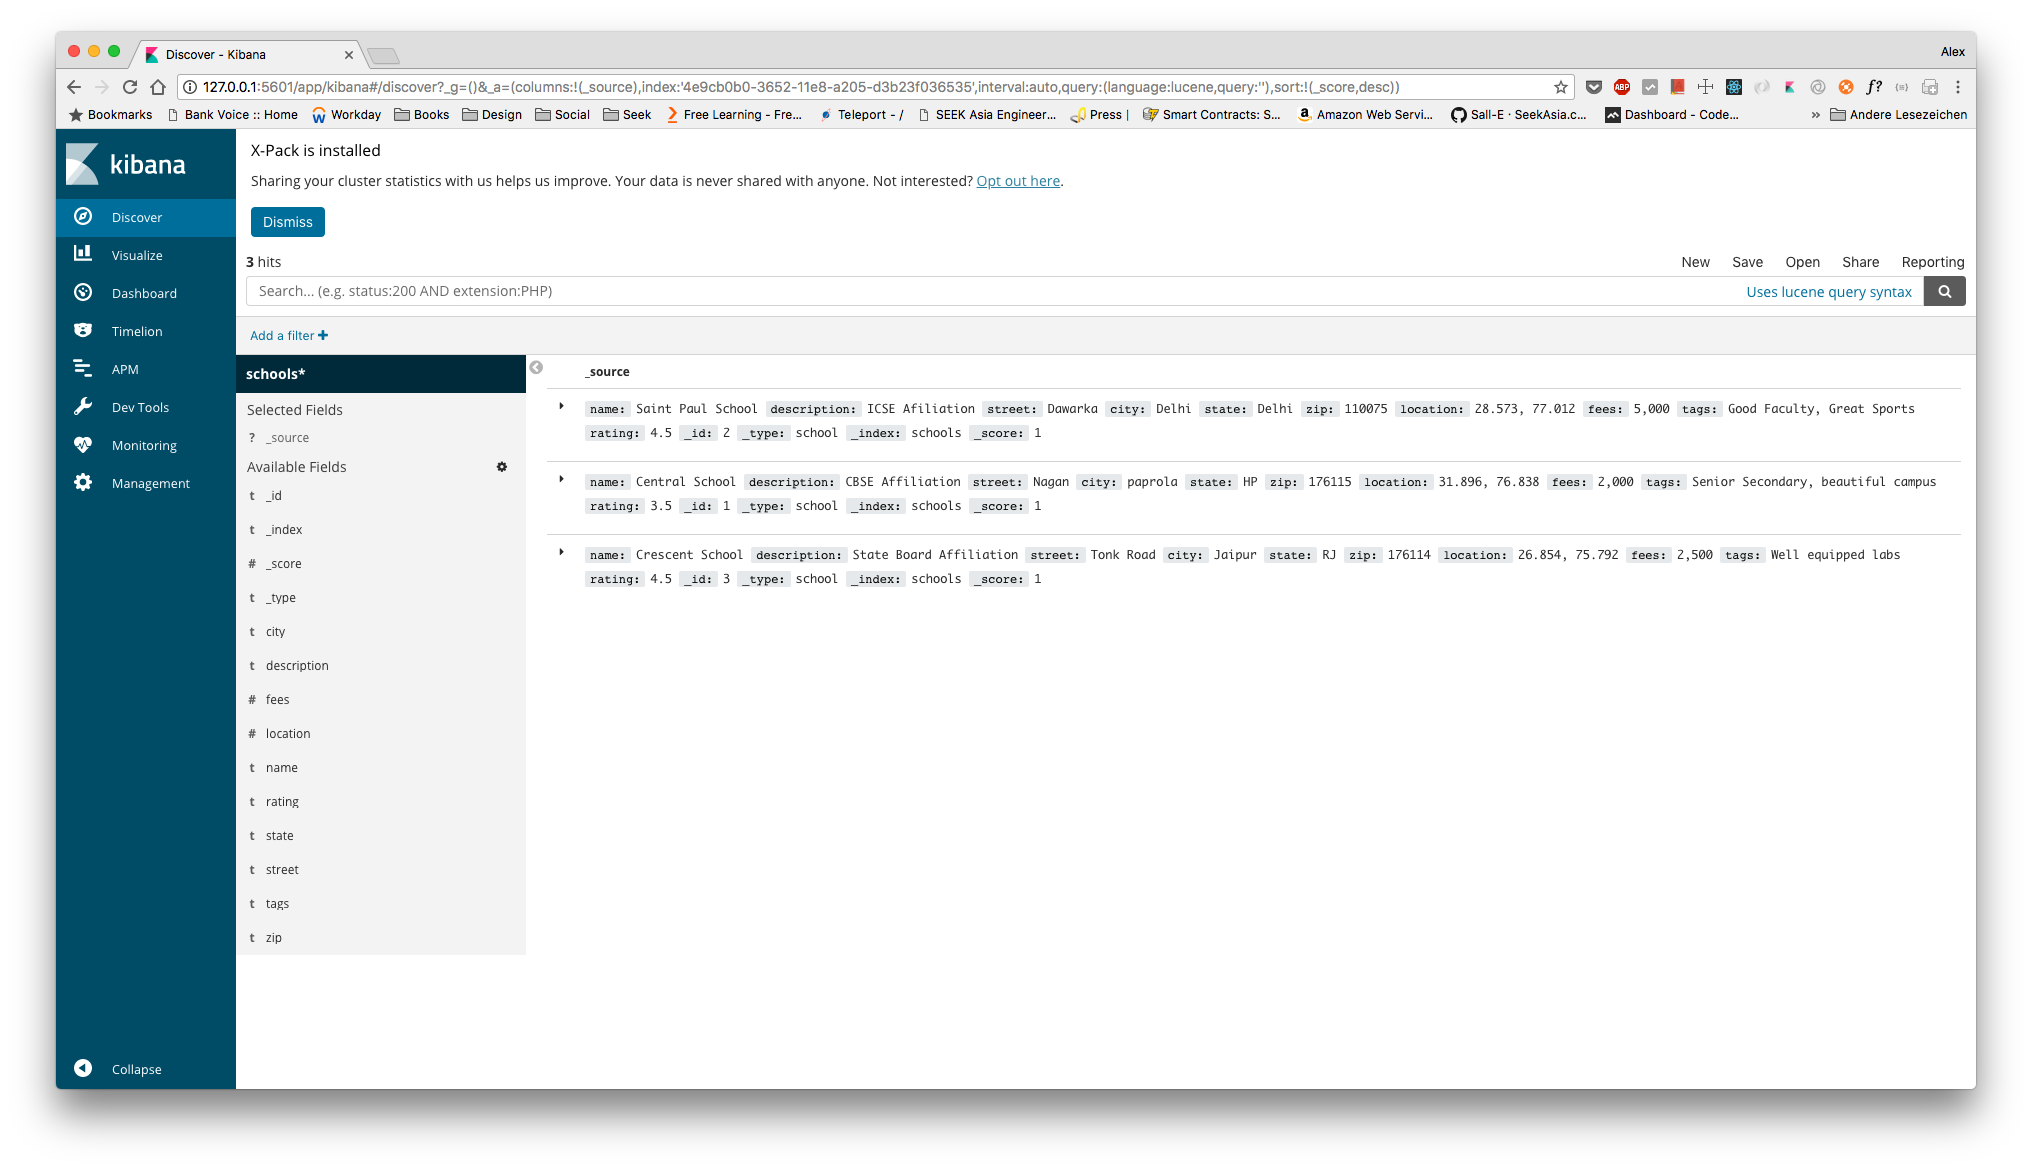 Discover - Kibana
Alex
127.0.0.1:5601/app/kibana#/discover?_g=()&_a=(columns:!(_source),index:'4e9cb0b0-3652-11e8-a205-d3b23f036535',interval:auto,query:(language:lucene,query:''),sort:!(_score,desc))
ABP
f?
Bookmarks Bank Voice :: Home Workday Books Design Social Seek Free Learning - Fre... Teleport - / SEEK Asia Engineer... Press | Smart Contracts: S... Amazon Web Servi... Sall-E · SeekAsia.c... Dashboard - Code... » Andere Lesezeichen
kibana
Discover
Visualize
Dashboard
Timelion
APM
Dev Tools
Monitoring
Management
Collapse
X-Pack is installed
Sharing your cluster statistics with us helps us improve. Your data is never shared with anyone. Not interested? Opt out here.
Dismiss
3 hits
New Save Open Share Reporting
Search... (e.g. status:200 AND extension:PHP)
Uses lucene query syntax
Add a filter +
schools*
Selected Fields
? _source
Available Fields
t _id
t _index
# _score
t _type
t city
t description
# fees
# location
t name
t rating
t state
t street
t tags
t zip
_source
name: Saint Paul School description: ICSE Afiliation street: Dawarka city: Delhi state: Delhi zip: 110075 location: 28.573, 77.012 fees: 5,000 tags: Good Faculty, Great Sports
rating: 4.5 _id: 2 _type: school _index: schools _score: 1
name: Central School description: CBSE Affiliation street: Nagan city: paprola state: HP zip: 176115 location: 31.896, 76.838 fees: 2,000 tags: Senior Secondary, beautiful campus
rating: 3.5 _id: 1 _type: school _index: schools _score: 1
name: Crescent School description: State Board Affiliation street: Tonk Road city: Jaipur state: RJ zip: 176114 location: 26.854, 75.792 fees: 2,500 tags: Well equipped labs
rating: 4.5 _id: 3 _type: school _index: schools _score: 1